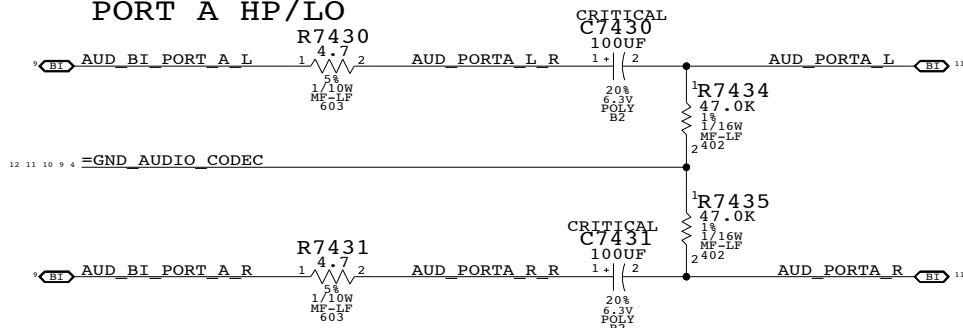 PORT A HP/LO
CRITICAL
C7430
100UF
1 + 2
20%
6.3V
POLY
B2
R7430
4.7
1 2
5%
1/10W
MF-LF
603
9 BI AUD_BI_PORT_A_L
AUD_PORTA_L_R
AUD_PORTA_L
BI 11
1 R7434
47.0K
1%
1/16W
MF-LF
2 402
12 11 10 9 4 =GND_AUDIO_CODEC
1 R7435
47.0K
1%
1/16W
MF-LF
2 402
CRITICAL
C7431
100UF
1 + 2
20%
6.3V
POLY
B2
R7431
4.7
1 2
5%
1/10W
MF-LF
603
9 BI AUD_BI_PORT_A_R
AUD_PORTA_R_R
AUD_PORTA_R
BI 11